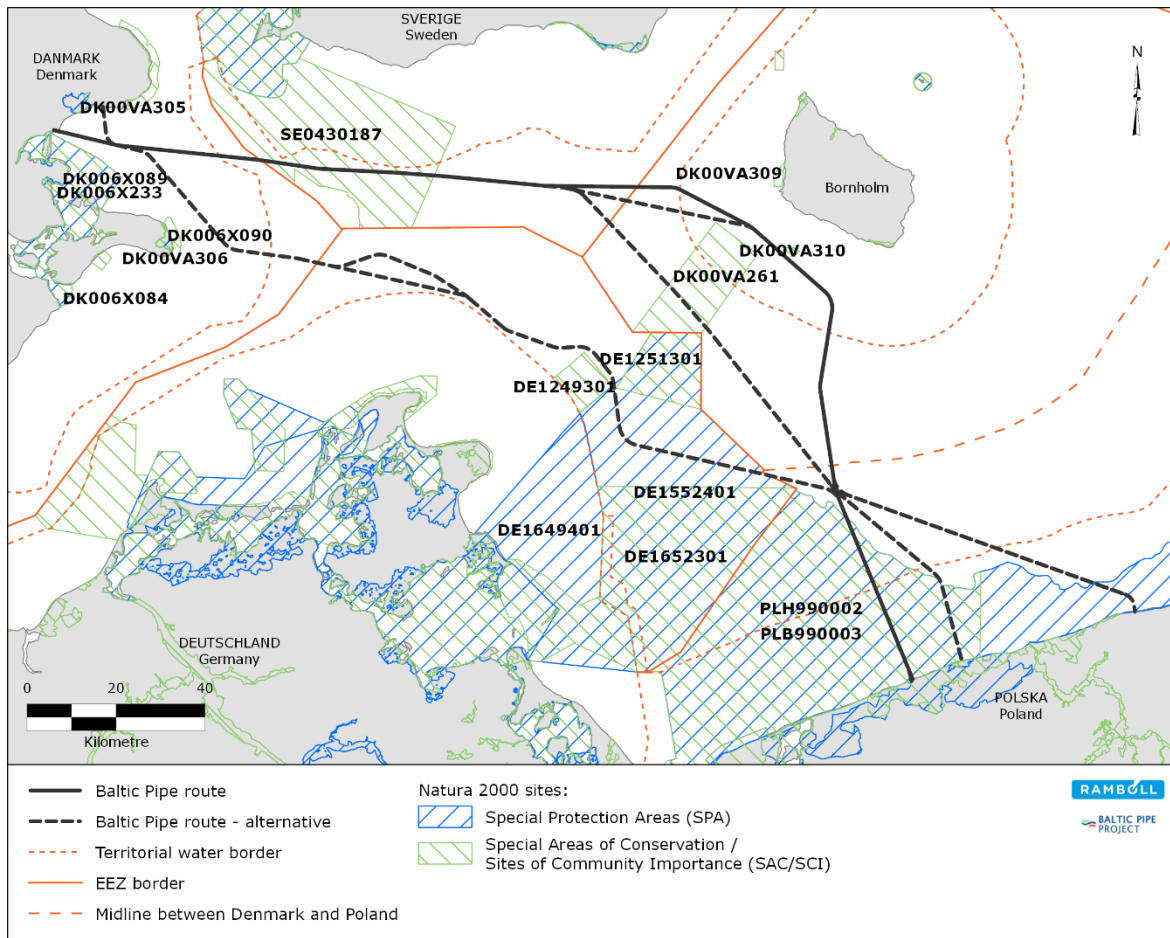 SVERIGE
Sweden
DANMARK
Denmark
N
DK00VA305
SE0430187
DK00VA309
DK006X089
DK006X233
Bornholm
DK006X090
DK00VA306
DK00VA310
DK00VA261
DK006X084
DE1251301
DE1249301
DE1552401
DE1649401
DE1652301
PLH990002
PLB990003
DEUTSCHLAND
Germany
POLSKA
Poland
0 20 40
Kilometre
Baltic Pipe route
Baltic Pipe route - alternative
Territorial water border
EEZ border
Midline between Denmark and Poland
Natura 2000 sites:
Special Protection Areas (SPA)
Special Areas of Conservation /
Sites of Community Importance (SAC/SCI)
RAMBOLL
BALTIC PIPE
PROJECT